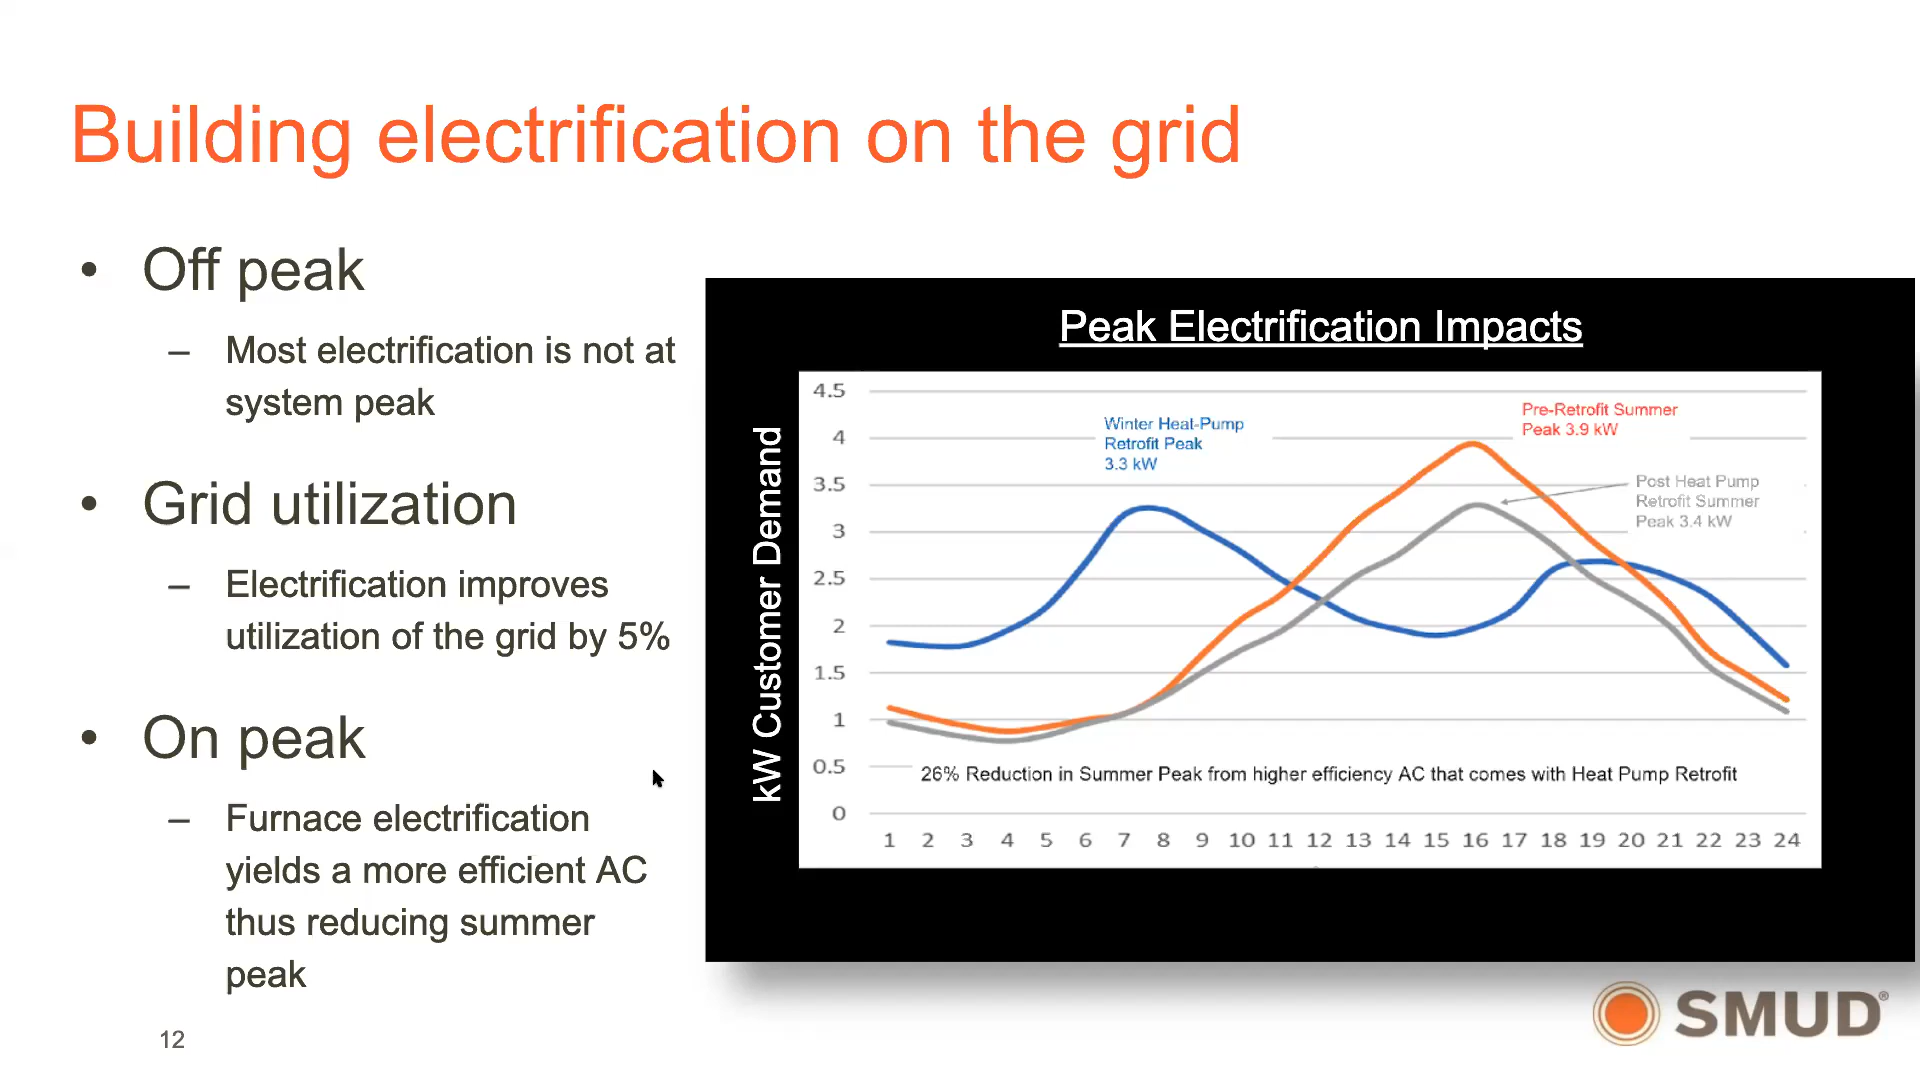 Building electrification on the grid
• Off peak
– Most electrification is not at
system peak
• Grid utilization
– Electrification improves
utilization of the grid by 5%
• On peak
– Furnace electrification
yields a more efficient AC
thus reducing summer
peak
12
Peak Electrification Impacts
kW Customer Demand
4.5
4
3.5
3
2.5
2
1.5
1
0.5
0
Winter Heat-Pump
Retrofit Peak
3.3 kW
Pre-Retrofit Summer
Peak 3.9 kW
Post Heat Pump
Retrofit Summer
Peak 3.4 kW
26% Reduction in Summer Peak from higher efficiency AC that comes with Heat Pump Retrofit
1 2 3 4 5 6 7 8 9 10 11 12 13 14 15 16 17 18 19 20 21 22 23 24
SMUD®